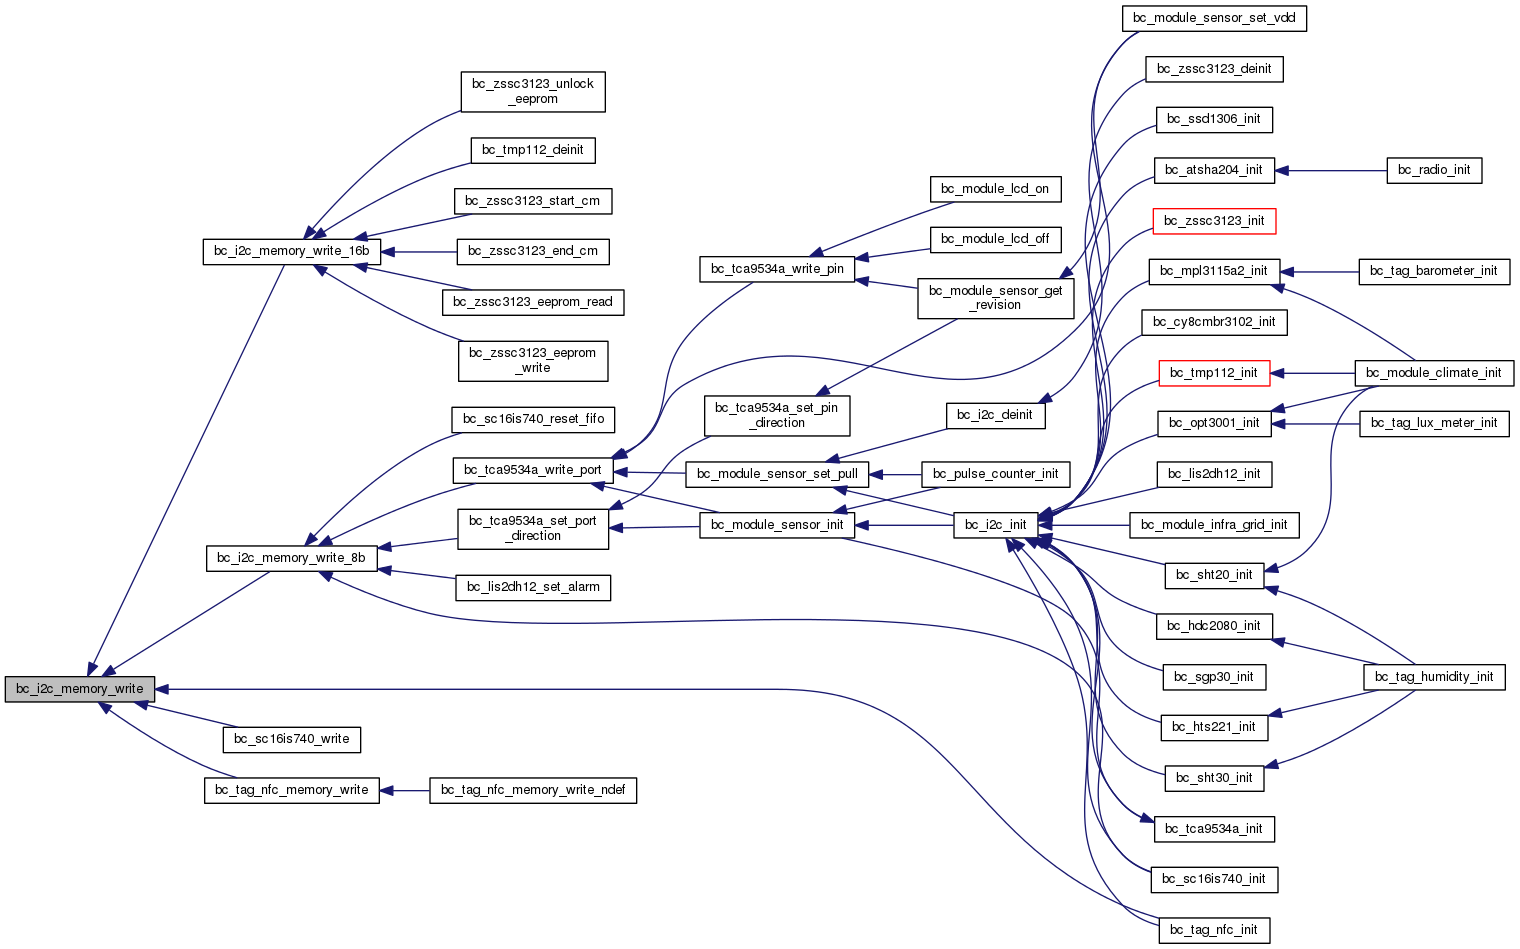 bc_module_sensor_set_vdd
bc_zssc3123_deinit
bc_zssc3123_unlock
_eeprom
bc_ssd1306_init
bc_tmp112_deinit
bc_atsha204_init
bc_radio_init
bc_module_lcd_on
bc_zssc3123_start_cm
bc_zssc3123_init
bc_module_lcd_off
bc_i2c_memory_write_16b
bc_zssc3123_end_cm
bc_tca9534a_write_pin
bc_mpl3115a2_init
bc_tag_barometer_init
bc_module_sensor_get
_revision
bc_zssc3123_eeprom_read
bc_cy8cmbr3102_init
bc_zssc3123_eeprom
_write
bc_tmp112_init
bc_module_climate_init
bc_tca9534a_set_pin
_direction
bc_i2c_deinit
bc_sc16is740_reset_fifo
bc_opt3001_init
bc_tag_lux_meter_init
bc_tca9534a_write_port
bc_module_sensor_set_pull
bc_pulse_counter_init
bc_lis2dh12_init
bc_tca9534a_set_port
_direction
bc_module_sensor_init
bc_i2c_init
bc_module_infra_grid_init
bc_i2c_memory_write_8b
bc_sht20_init
bc_lis2dh12_set_alarm
bc_hdc2080_init
bc_sgp30_init
bc_tag_humidity_init
bc_i2c_memory_write
bc_hts221_init
bc_sc16is740_write
bc_sht30_init
bc_tag_nfc_memory_write
bc_tag_nfc_memory_write_ndef
bc_tca9534a_init
bc_sc16is740_init
bc_tag_nfc_init